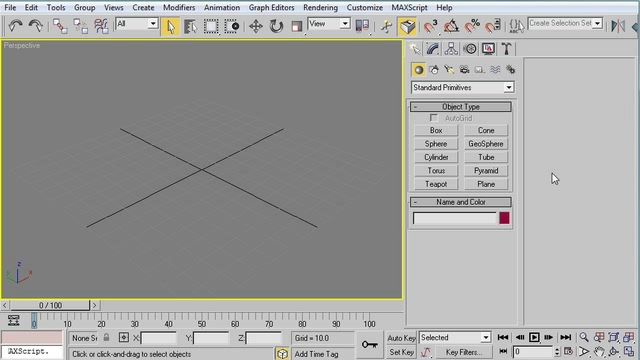 File Edit Tools Group Views Create Modifiers Animation Graph Editors Rendering Customize MAXScript Help
All View Create Selection Set
Perspective
Standard Primitives
- Object Type
AutoGrid
Box Cone
Sphere GeoSphere
Cylinder Tube
Torus Pyramid
Teapot Plane
- Name and Color
z
y x
< 0 / 100 >
0 10 20 30 40 50 60 70 80 90 100
None Se X: Y: Z: Grid = 10.0 Auto Key Selected
AXScript. Click or click-and-drag to select objects Add Time Tag Set Key Key Filters... 0